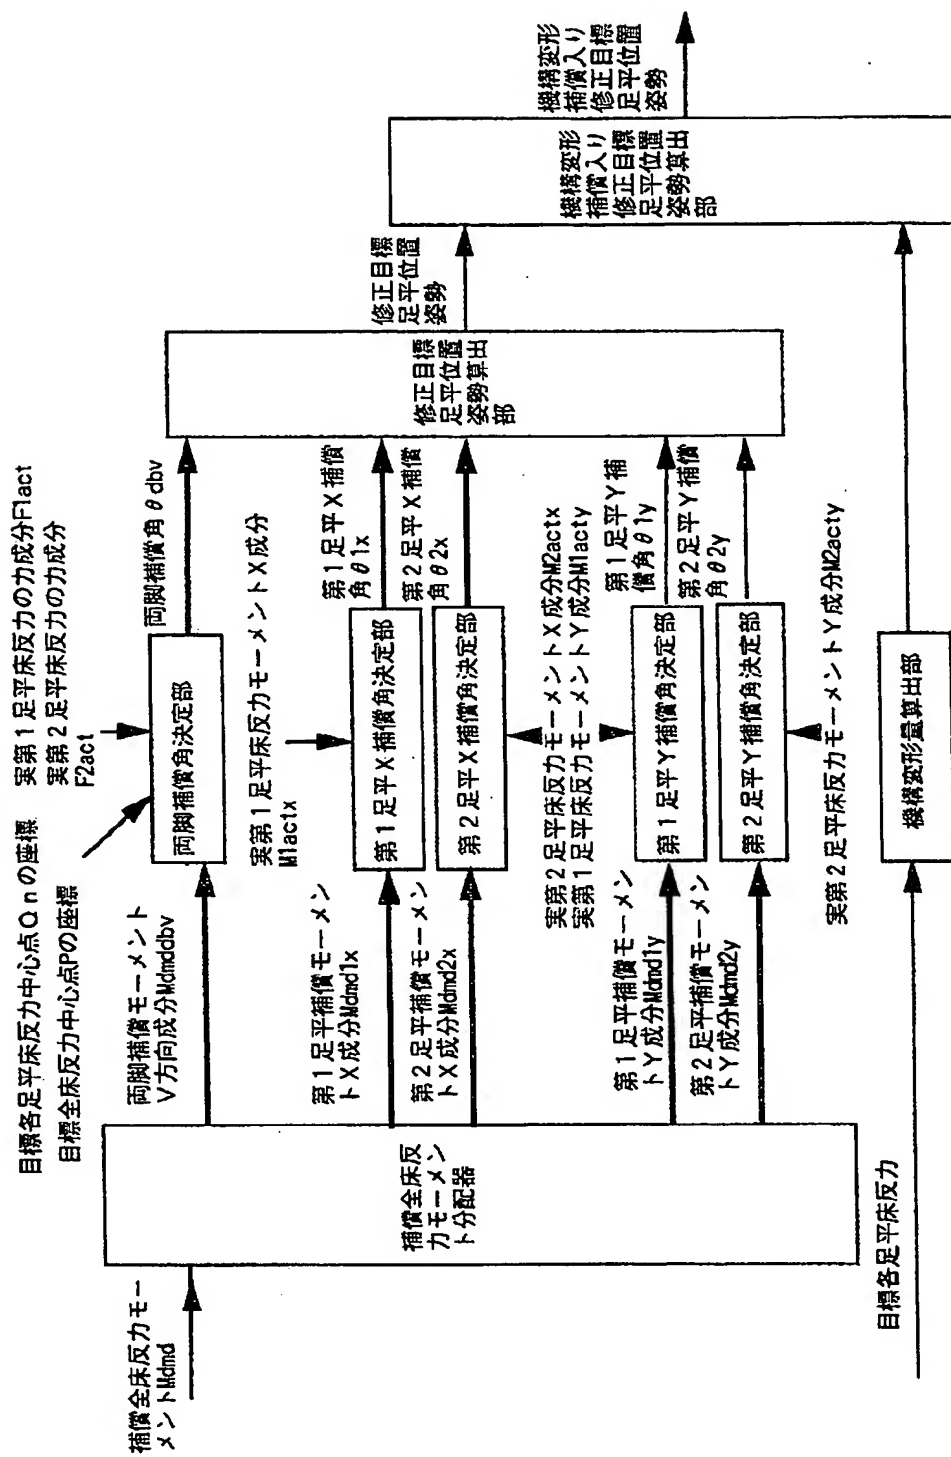 補償全床反力モー
メントMdmd
補償全床反
力モーメン
ト分配器
目標各足平床反力中心点Qnの座標
目標全床反力中心点Pの座標
実第1足平床反力の力成分F1act
実第2足平床反力の力成分
F2act
両脚補償モーメント
V方向成分Mdmddbv
両脚補償角決定部
両脚補償角θdbv
実第1足平床反力モーメントX成分
M1actx
第1足平補償モーメン
トX成分Mdmd1x
第1足平X補償角決定部
第1足平X補償
角θ1x
第2足平補償モーメン
トX成分Mdmd2x
第2足平X補償角決定部
第2足平X補償
角θ2x
実第2足平床反力モーメントX成分M2actx
実第1足平床反力モーメントY成分M1acty
第1足平補償モーメン
トY成分Mdmd1y
第1足平Y補償角決定部
第1足平Y補
償角θ1y
第2足平補償モーメン
トY成分Mdmd2y
第2足平Y補償角決定部
第2足平Y補償
角θ2y
実第2足平床反力モーメントY成分M2acty
修正目標
足平位置
姿勢算出
部
修正目標
足平位置
姿勢
目標各足平床反力
機構変形量算出部
機構変形
補償入り
修正目標
足平位置
姿勢算出
部
機構変形
補償入り
修正目標
足平位置
姿勢